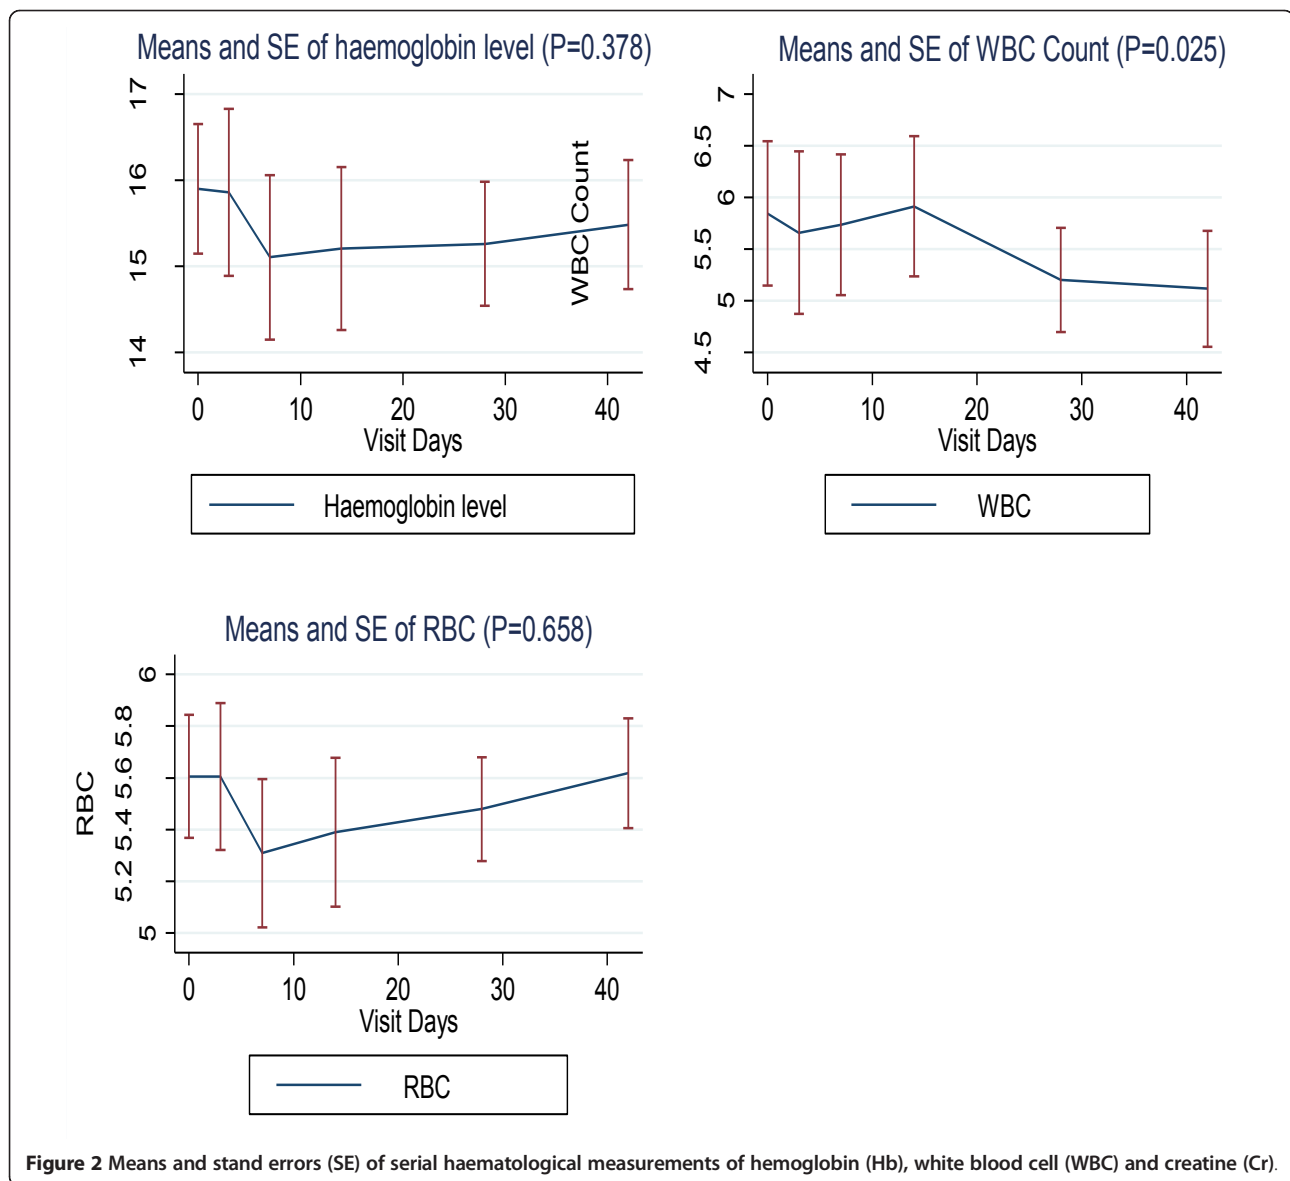 Means and SE of haemoglobin level (P=0.378)
17
16
15
14
0 10 20 30 40
Visit Days
Haemoglobin level
Means and SE of WBC Count (P=0.025)
WBC Count
7
6.5
6
5.5
5
4.5
0 10 20 30 40
Visit Days
WBC
Means and SE of RBC (P=0.658)
RBC
6
5.8
5.6
5.4
5.2
5
0 10 20 30 40
Visit Days
RBC
Figure 2 Means and stand errors (SE) of serial haematological measurements of hemoglobin (Hb), white blood cell (WBC) and creatine (Cr).